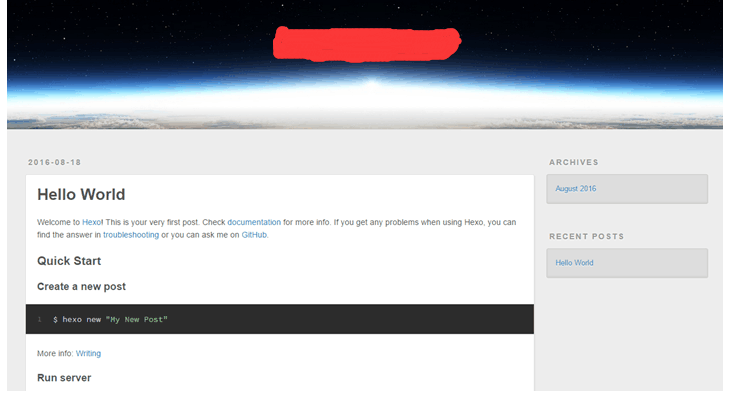 2016-08-18
Hello World
Welcome to Hexo! This is your very first post. Check documentation for more info. If you get any problems when using Hexo, you can
find the answer in troubleshooting or you can ask me on GitHub.
Quick Start
Create a new post
1 $ hexo new "My New Post"
More info: Writing
Run server
ARCHIVES
August 2016
RECENT POSTS
Hello World